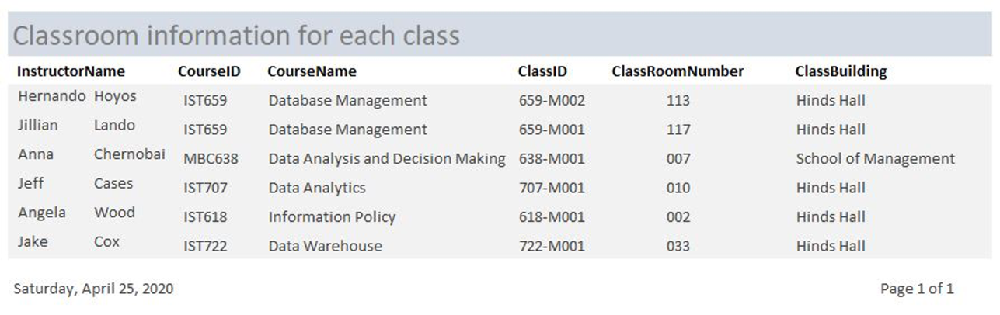 Classroom information for each class
InstructorName CourseID CourseName ClassID ClassRoomNumber ClassBuilding
Hernando Hoyos IST659 Database Management 659-M002 113 Hinds Hall
Jillian Lando IST659 Database Management 659-M001 117 Hinds Hall
Anna Chernobai MBC638 Data Analysis and Decision Making 638-M001 007 School of Management
Jeff Cases IST707 Data Analytics 707-M001 010 Hinds Hall
Angela Wood IST618 Information Policy 618-M001 002 Hinds Hall
Jake Cox IST722 Data Warehouse 722-M001 033 Hinds Hall
Saturday, April 25, 2020 Page 1 of 1